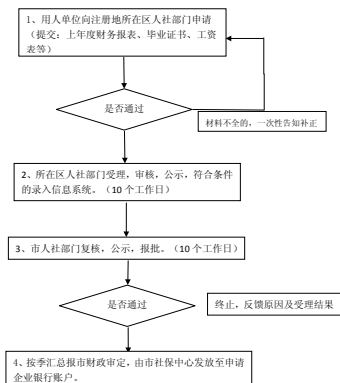 1、用人单位向注册地所在区人社部门申请
（提交：上年度财务报表、毕业证书、工资
表等）
是否通过
材料不全的，一次性告知补正
2、所在区人社部门受理，审核，公示，符合条件
的录入信息系统。（10 个工作日）
3、市人社部门复核，公示，报批。（10 个工作日）
是否通过
终止，反馈原因及受理结果
4、按季汇总报市财政审定，由市社保中心发放至申请
企业银行账户。